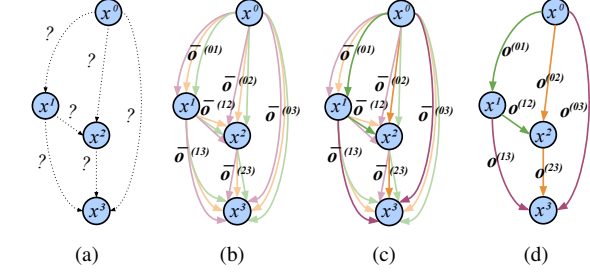 x⁰ x⁰ x⁰ x⁰
? ? ? ? ? ?
x¹ x² x³
o̅⁽⁰¹⁾ o̅⁽⁰²⁾ o̅⁽⁰³⁾
x¹ o̅⁽¹²⁾ x²
o̅⁽¹³⁾ o̅⁽²³⁾
x³
o̅⁽⁰¹⁾ o̅⁽⁰²⁾ o̅⁽⁰³⁾
x¹ o̅⁽¹²⁾ x²
o̅⁽¹³⁾ o̅⁽²³⁾
x³
o⁽⁰¹⁾ o⁽⁰²⁾ o⁽⁰³⁾
x¹ o⁽¹²⁾ x²
o⁽¹³⁾ o⁽²³⁾
x³
(a) (b) (c) (d)